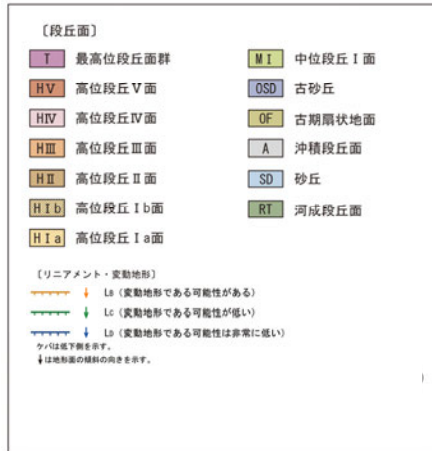 〔段丘面〕
T 最高位段丘面群
HⅤ 高位段丘Ⅴ面
HⅣ 高位段丘Ⅳ面
HⅢ 高位段丘Ⅲ面
HⅡ 高位段丘Ⅱ面
HⅠb 高位段丘Ⅰb面
HⅠa 高位段丘Ⅰa面
MⅠ 中位段丘Ⅰ面
OSD 古砂丘
OF 古期扇状地面
A 沖積段丘面
SD 砂丘
RT 河成段丘面
〔リニアメント・変動地形〕
LB（変動地形である可能性がある）
LC（変動地形である可能性が低い）
LD（変動地形である可能性は非常に低い）
ケバは低下側を示す。
↓は地形面の傾斜の向きを示す。
)